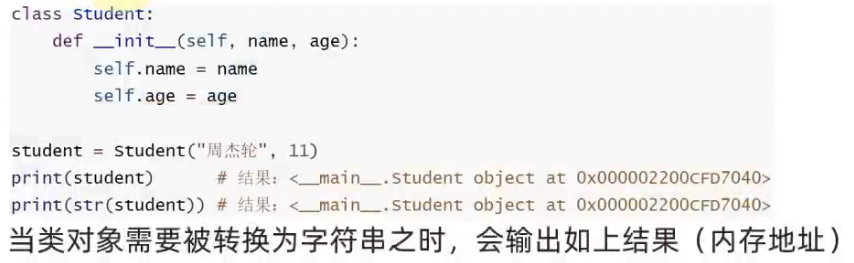 class Student:
    def __init__(self, name, age):
        self.name = name
        self.age = age

student = Student("周杰轮", 11)
print(student)      # 结果：<__main__.Student object at 0x000002200CFD7040>
print(str(student)) # 结果：<__main__.Student object at 0x000002200CFD7040>
当类对象需要被转换为字符串之时，会输出如上结果（内存地址）